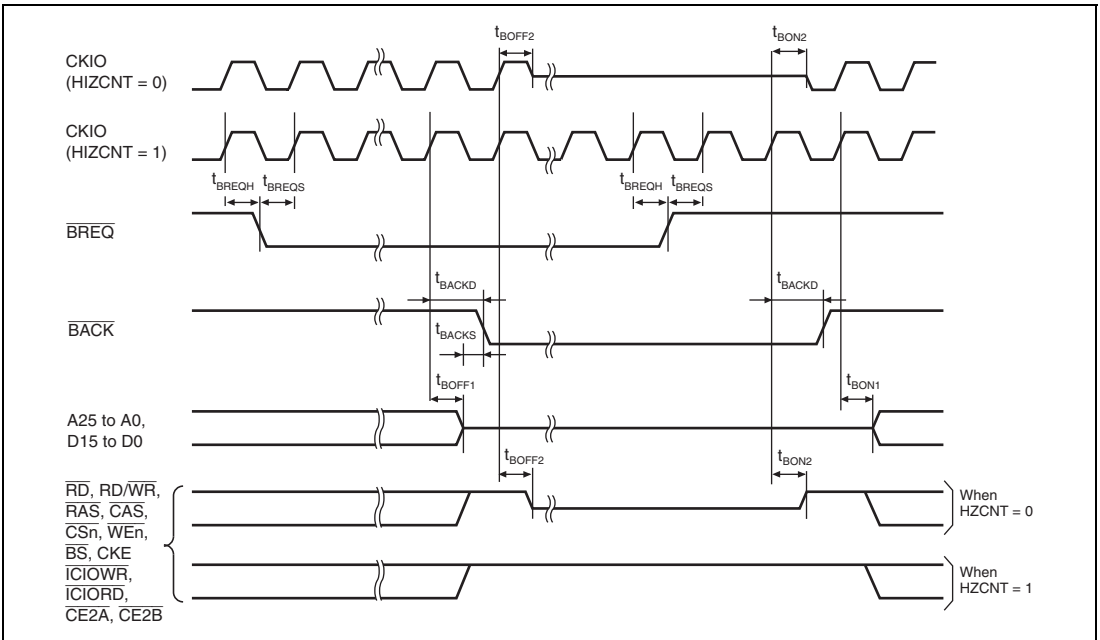 tBOFF2 tBON2
CKIO
(HIZCNT = 0)
CKIO
(HIZCNT = 1)
tBREQH tBREQS tBREQH tBREQS
BREQ
tBACKD tBACKD
BACK
tBACKS
tBOFF1 tBON1
A25 to A0,
D15 to D0
tBOFF2 tBON2
RD, RD/WR,
RAS, CAS,
CSn, WEn,
BS, CKE
ICIOWR,
ICIORD,
CE2A, CE2B
When
HZCNT = 0
When
HZCNT = 1